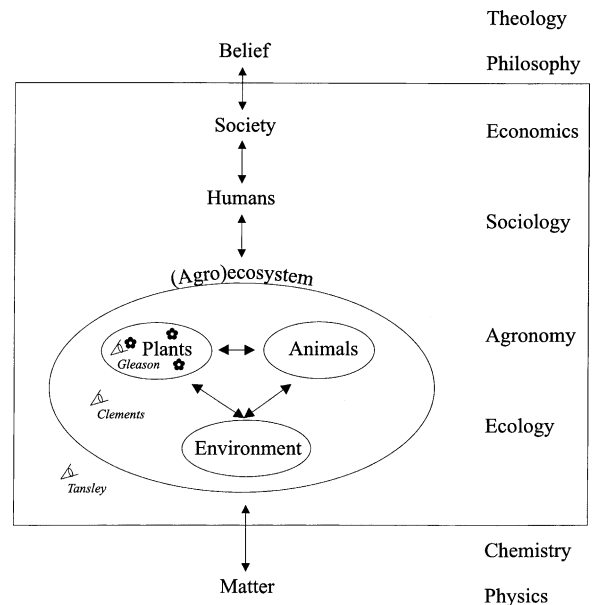 Theology
Belief
Philosophy
Society
Economics
Humans
Sociology
(Agro)ecosystem
Agronomy
Plants
Animals
Gleason
Clements
Ecology
Environment
Tansley
Chemistry
Matter
Physics